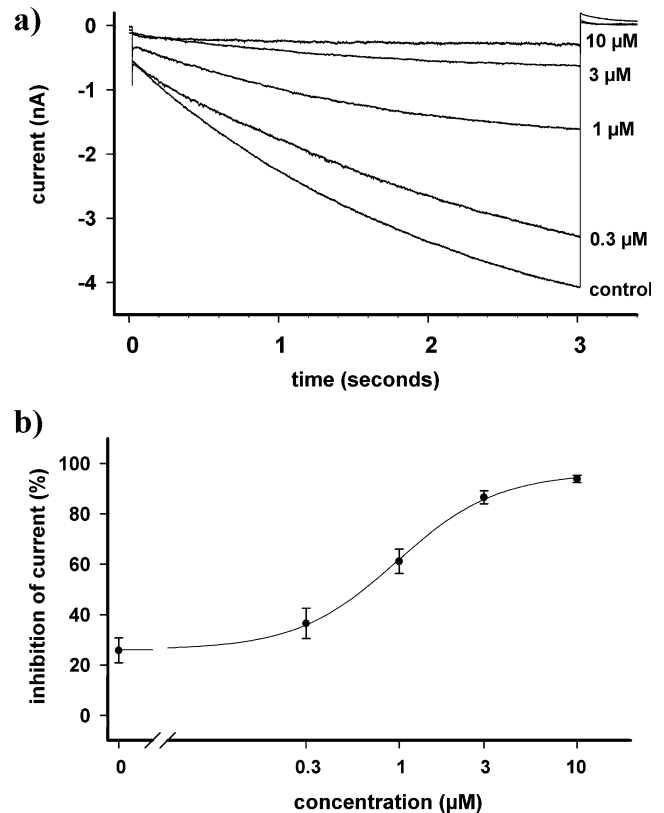 a)
current (nA)
0
-1
-2
-3
-4
10 µM
3 µM
1 µM
0.3 µM
control
0 1 2 3
time (seconds)
b)
inhibition of current (%)
100
80
60
40
20
0
0 0.3 1 3 10
concentration (µM)